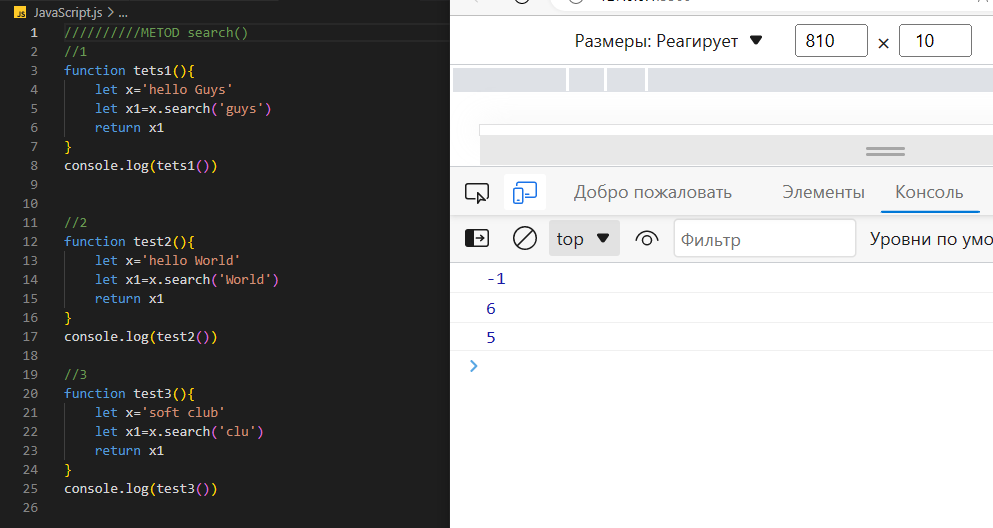 JavaScript.js > ...
1 //////////METOD search()
2 //1
3 function tets1(){
4 let x='hello Guys'
5 let x1=x.search('guys')
6 return x1
7 }
8 console.log(tets1())
9
10
11 //2
12 function test2(){
13 let x='hello World'
14 let x1=x.search('World')
15 return x1
16 }
17 console.log(test2())
18
19 //3
20 function test3(){
21 let x='soft club'
22 let x1=x.search('clu')
23 return x1
24 }
25 console.log(test3())
26
Размеры: Реагирует ▼ 810 × 10
Добро пожаловать Элементы Консоль
top ▼ Фильтр Уровни по умо
-1
6
5
>